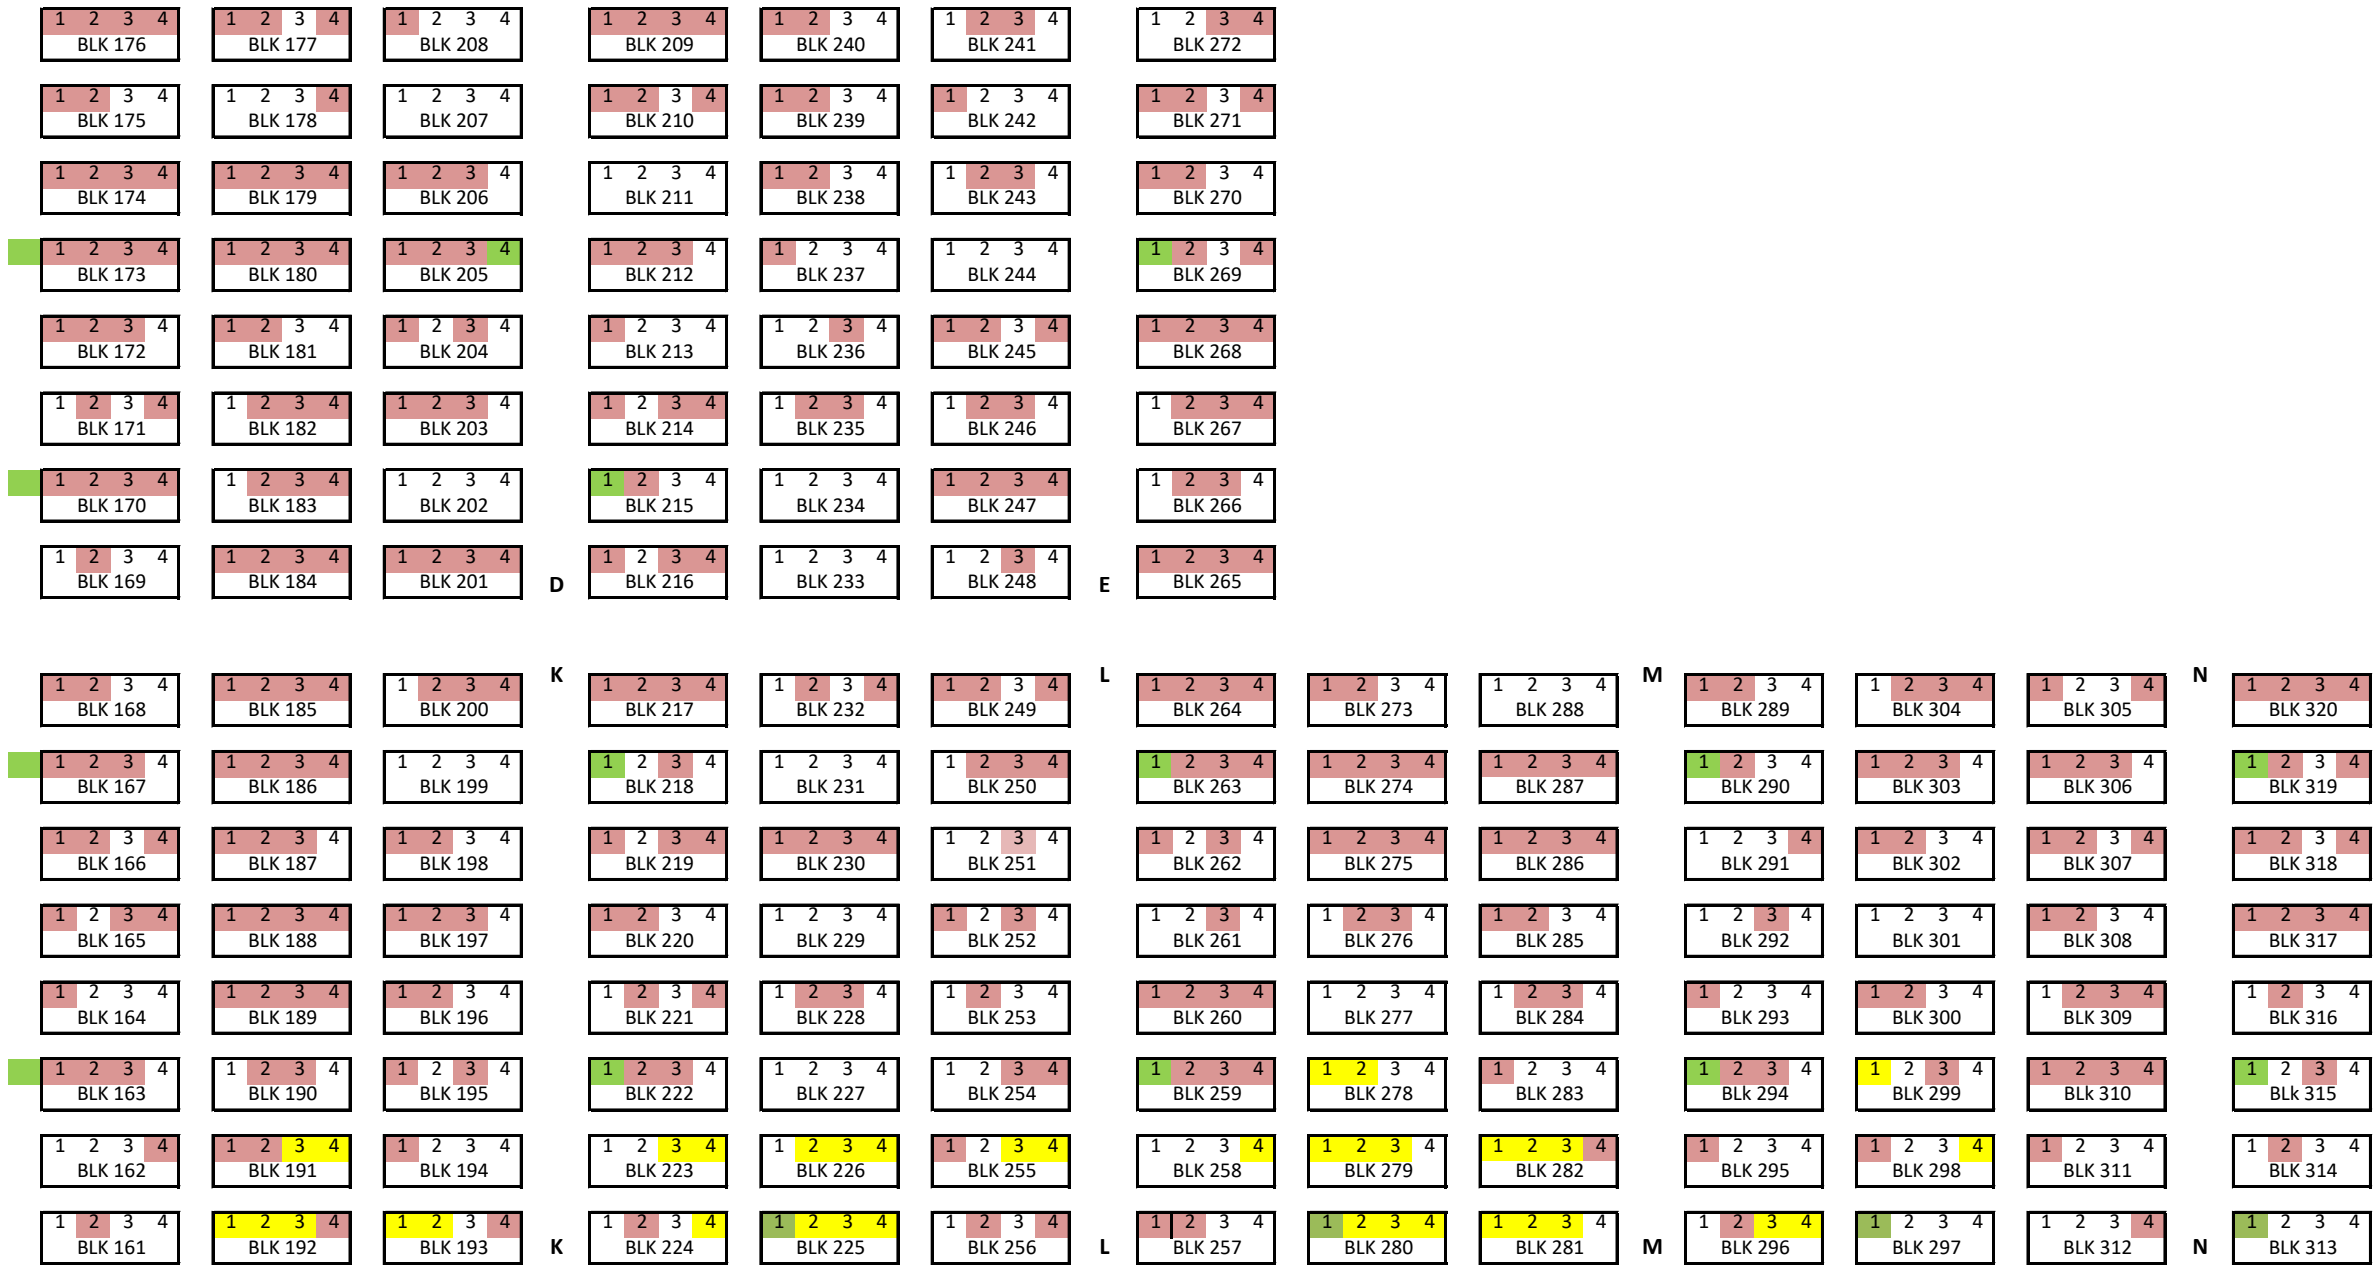 1 2 3 4 1 2 3 4 1 2 3 4 1 2 3 4 1 2 3 4 1 2 3 4 1 2 3 4
BLK 176 BLK 177 BLK 208 BLK 209 BLK 240 BLK 241 BLK 272
1 2 3 4 1 2 3 4 1 2 3 4 1 2 3 4 1 2 3 4 1 2 3 4 1 2 3 4
BLK 175 BLK 178 BLK 207 BLK 210 BLK 239 BLK 242 BLK 271
1 2 3 4 1 2 3 4 1 2 3 4 1 2 3 4 1 2 3 4 1 2 3 4 1 2 3 4
BLK 174 BLK 179 BLK 206 BLK 211 BLK 238 BLK 243 BLK 270
1 2 3 4 1 2 3 4 1 2 3 4 1 2 3 4 1 2 3 4 1 2 3 4 1 2 3 4
BLK 173 BLK 180 BLK 205 BLK 212 BLK 237 BLK 244 BLK 269
1 2 3 4 1 2 3 4 1 2 3 4 1 2 3 4 1 2 3 4 1 2 3 4 1 2 3 4
BLK 172 BLK 181 BLK 204 BLK 213 BLK 236 BLK 245 BLK 268
1 2 3 4 1 2 3 4 1 2 3 4 1 2 3 4 1 2 3 4 1 2 3 4 1 2 3 4
BLK 171 BLK 182 BLK 203 BLK 214 BLK 235 BLK 246 BLK 267
1 2 3 4 1 2 3 4 1 2 3 4 1 2 3 4 1 2 3 4 1 2 3 4 1 2 3 4
BLK 170 BLK 183 BLK 202 BLK 215 BLK 234 BLK 247 BLK 266
1 2 3 4 1 2 3 4 1 2 3 4 1 2 3 4 1 2 3 4 1 2 3 4 1 2 3 4
BLK 169 BLK 184 BLK 201 D BLK 216 BLK 233 BLK 248 E BLK 265
K L M N
1 2 3 4 1 2 3 4 1 2 3 4 1 2 3 4 1 2 3 4 1 2 3 4 1 2 3 4 1 2 3 4 1 2 3 4 1 2 3 4 1 2 3 4 1 2 3 4 1 2 3 4
BLK 168 BLK 185 BLK 200 BLK 217 BLK 232 BLK 249 BLK 264 BLK 273 BLK 288 BLK 289 BLK 304 BLK 305 BLK 320
1 2 3 4 1 2 3 4 1 2 3 4 1 2 3 4 1 2 3 4 1 2 3 4 1 2 3 4 1 2 3 4 1 2 3 4 1 2 3 4 1 2 3 4 1 2 3 4 1 2 3 4
BLK 167 BLK 186 BLK 199 BLK 218 BLK 231 BLK 250 BLK 263 BLK 274 BLK 287 BLK 290 BLK 303 BLK 306 BLK 319
1 2 3 4 1 2 3 4 1 2 3 4 1 2 3 4 1 2 3 4 1 2 3 4 1 2 3 4 1 2 3 4 1 2 3 4 1 2 3 4 1 2 3 4 1 2 3 4 1 2 3 4
BLK 166 BLK 187 BLK 198 BLK 219 BLK 230 BLK 251 BLK 262 BLK 275 BLK 286 BLK 291 BLK 302 BLK 307 BLK 318
1 2 3 4 1 2 3 4 1 2 3 4 1 2 3 4 1 2 3 4 1 2 3 4 1 2 3 4 1 2 3 4 1 2 3 4 1 2 3 4 1 2 3 4 1 2 3 4 1 2 3 4
BLK 165 BLK 188 BLK 197 BLK 220 BLK 229 BLK 252 BLK 261 BLK 276 BLK 285 BLK 292 BLK 301 BLK 308 BLK 317
1 2 3 4 1 2 3 4 1 2 3 4 1 2 3 4 1 2 3 4 1 2 3 4 1 2 3 4 1 2 3 4 1 2 3 4 1 2 3 4 1 2 3 4 1 2 3 4 1 2 3 4
BLK 164 BLK 189 BLK 196 BLK 221 BLK 228 BLK 253 BLK 260 BLK 277 BLK 284 BLK 293 BLK 300 BLK 309 BLK 316
1 2 3 4 1 2 3 4 1 2 3 4 1 2 3 4 1 2 3 4 1 2 3 4 1 2 3 4 1 2 3 4 1 2 3 4 1 2 3 4 1 2 3 4 1 2 3 4 1 2 3 4
BLK 163 BLK 190 BLK 195 BLK 222 BLK 227 BLK 254 BLK 259 BLK 278 BLK 283 BLk 294 BLK 299 BLk 310 BLk 315
1 2 3 4 1 2 3 4 1 2 3 4 1 2 3 4 1 2 3 4 1 2 3 4 1 2 3 4 1 2 3 4 1 2 3 4 1 2 3 4 1 2 3 4 1 2 3 4 1 2 3 4
BLK 162 BLK 191 BLK 194 BLK 223 BLK 226 BLK 255 BLK 258 BLK 279 BLK 282 BLK 295 BLK 298 BLK 311 BLK 314
1 2 3 4 1 2 3 4 1 2 3 4 1 2 3 4 1 2 3 4 1 2 3 4 1 2 3 4 1 2 3 4 1 2 3 4 1 2 3 4 1 2 3 4 1 2 3 4 1 2 3 4
BLK 161 BLK 192 BLK 193 K BLK 224 BLK 225 BLK 256 L BLK 257 BLK 280 BLK 281 M BLK 296 BLK 297 BLK 312 N BLK 313